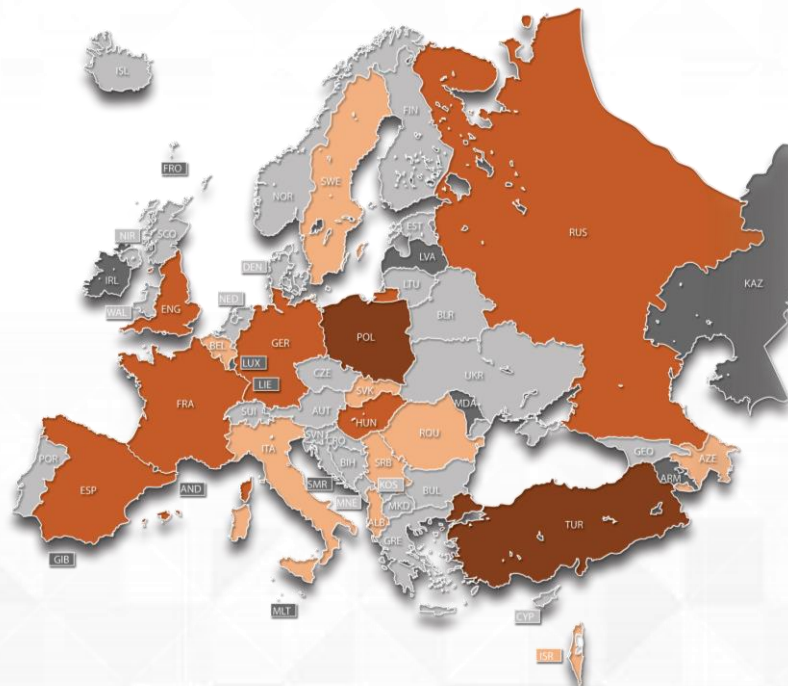 ISL
FIN
FRO
NOR
SWE
RUS
NIR
SCO
EST
IRL
DEN
LVA
KAZ
WAL
ENG
NED
LTU
BLR
BEL
GER
POL
LUX
CZE
UKR
LIE
SVK
FRA
SUI
AUT
HUN
MDA
SVN
CRO
ROU
ITA
POR
BIH
SRB
GEO
AZE
ESP
AND
SMR
KOS
MNE
BUL
ARM
MKD
ALB
TUR
GRE
GIB
MLT
CYP
ISR